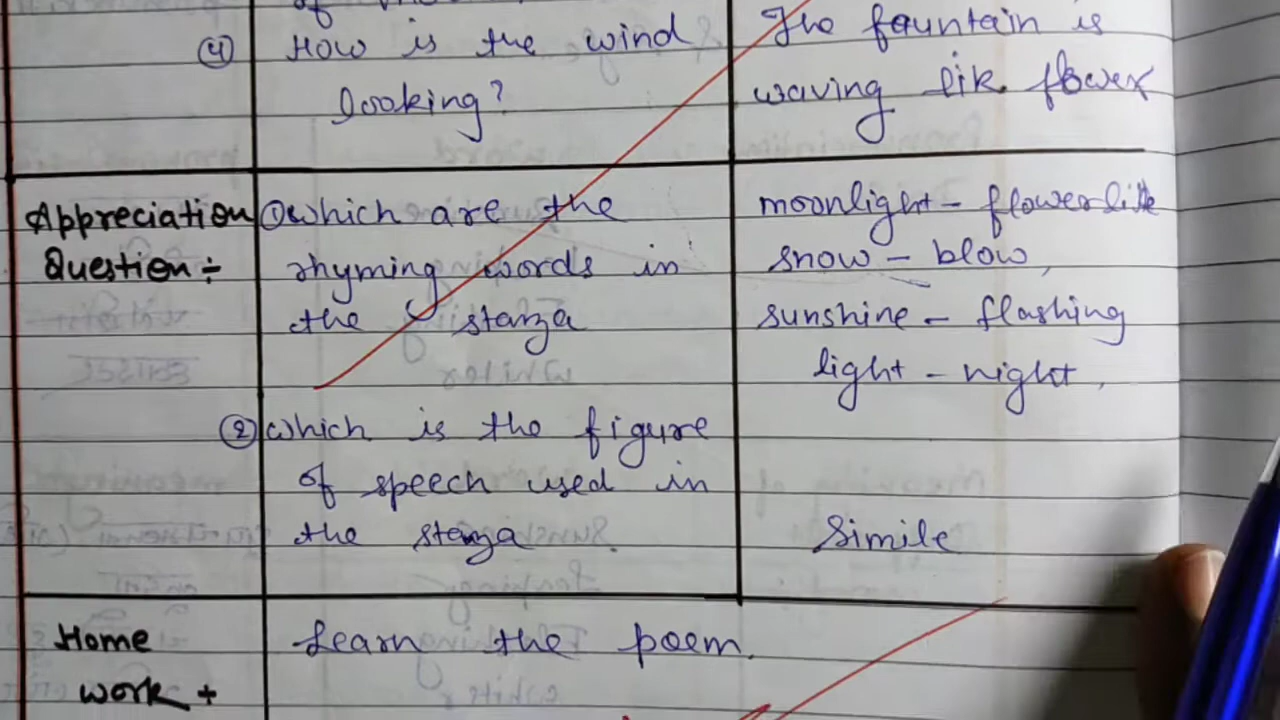 ④ How is the wind
looking?
The fountain is
waving lik flower
Appreciation
Question ÷
① which are the
rhyming words in
the stanza
moonlight - flowerlike
snow - blow,
sunshine - flashing
light - night,
② which is the figure
of speech used in
the stanza.
Simile
Home
work ÷
Learn the poem.